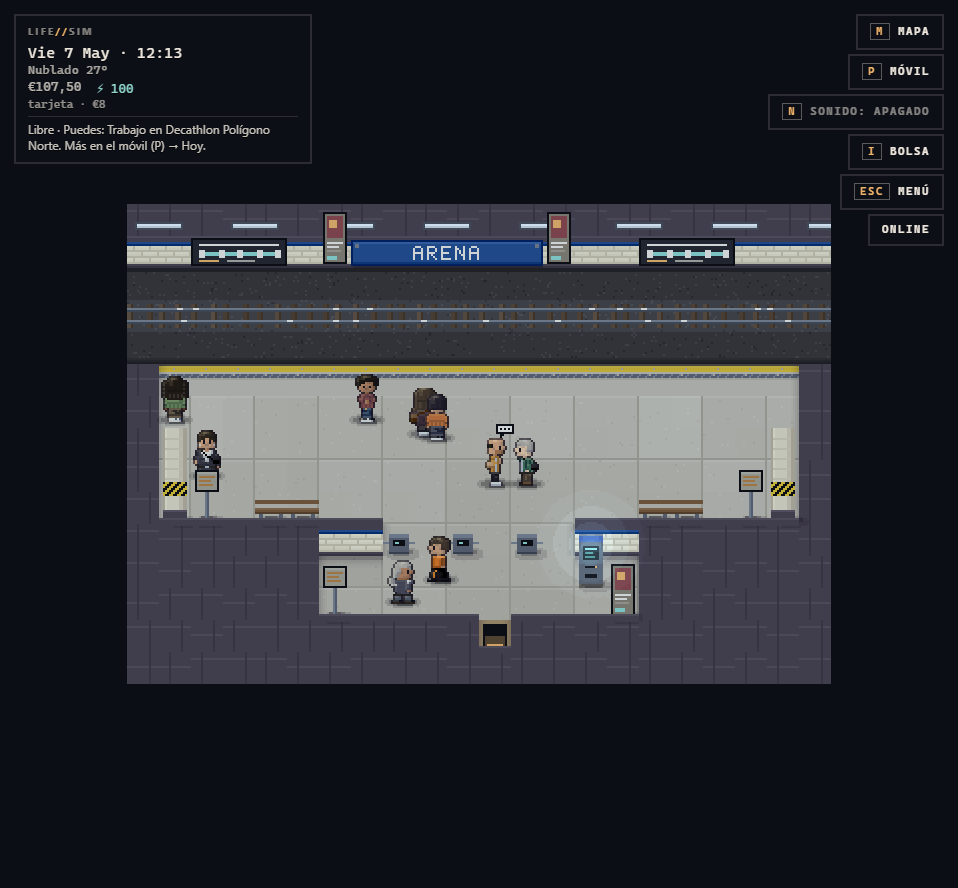 LIFE//SIM
Vie 7 May · 12:13
Nublado 27°
€107,50 ⚡ 100
tarjeta · €8
Libre · Puedes: Trabajo en Decathlon Polígono
Norte. Más en el móvil (P) → Hoy.
M MAPA
P MÓVIL
N SONIDO: APAGADO
I BOLSA
ESC MENÚ
ONLINE
ARENA